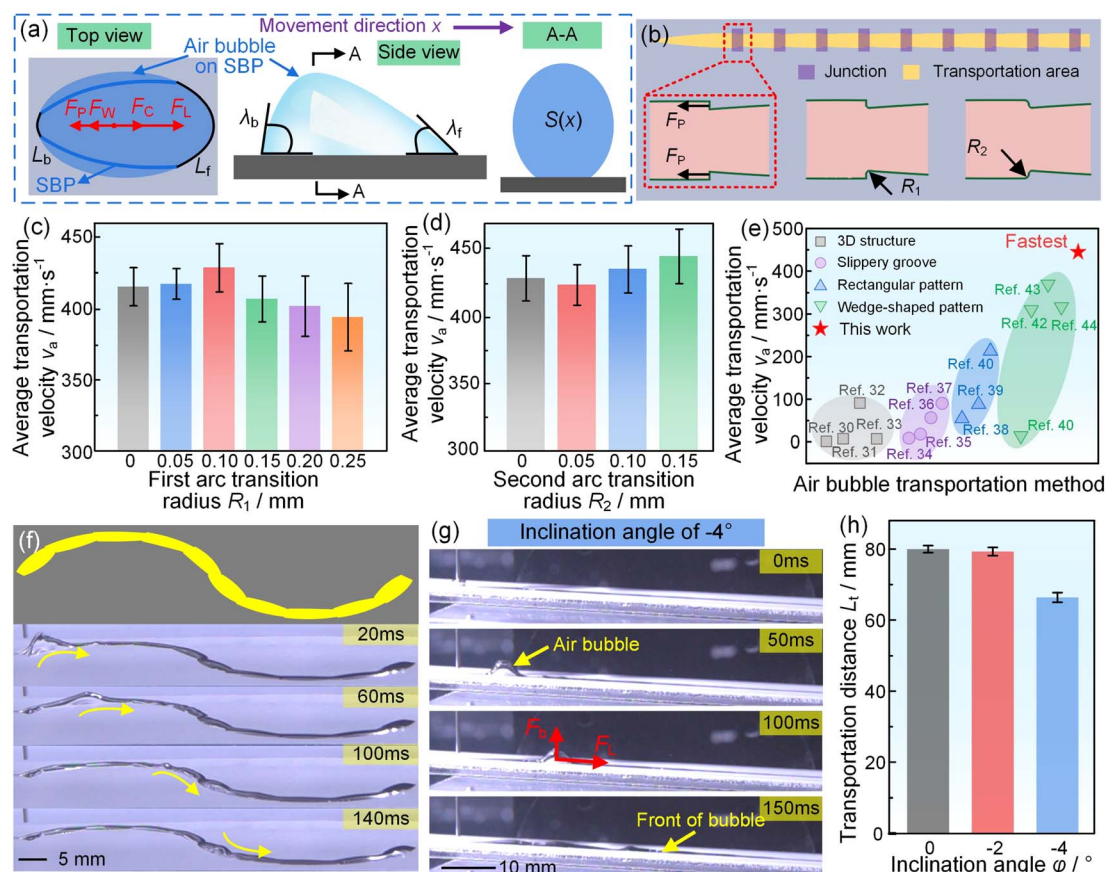 (a)
Top view
Air bubble
on SBP
Movement direction x
A
Side view
A-A
F_P F_W F_C F_L
L_b
L_f
SBP
λ_b
λ_f
A
S(x)
(b)
Junction
Transportation area
F_P
F_P
R_1
R_2
(c)
Average transportation
velocity v_a / mm·s⁻¹
450
400
350
300
0 0.05 0.10 0.15 0.20 0.25
First arc transition
radius R_1 / mm
(d)
Average transportation
velocity v_a / mm·s⁻¹
450
400
350
300
0 0.05 0.10 0.15
Second arc transition
radius R_2 / mm
(e)
Average transportation
velocity v_a / mm·s⁻¹
500
400
300
200
100
0
3D structure
Slippery groove
Rectangular pattern
Wedge-shaped pattern
This work
Fastest
Ref. 43
Ref. 42
Ref. 44
Ref. 40
Ref. 37
Ref. 32
Ref. 36
Ref. 39
Ref. 30
Ref. 33
Ref. 38
Ref. 40
Ref. 35
Ref. 31
Ref. 34
Air bubble transportation method
(f)
20ms
60ms
100ms
140ms
5 mm
(g)
Inclination angle of -4°
0ms
50ms
Air bubble
100ms
F_b
F_L
150ms
Front of bubble
10 mm
(h)
Transportation distance L_t / mm
80
60
40
20
0
0 -2 -4
Inclination angle φ / °